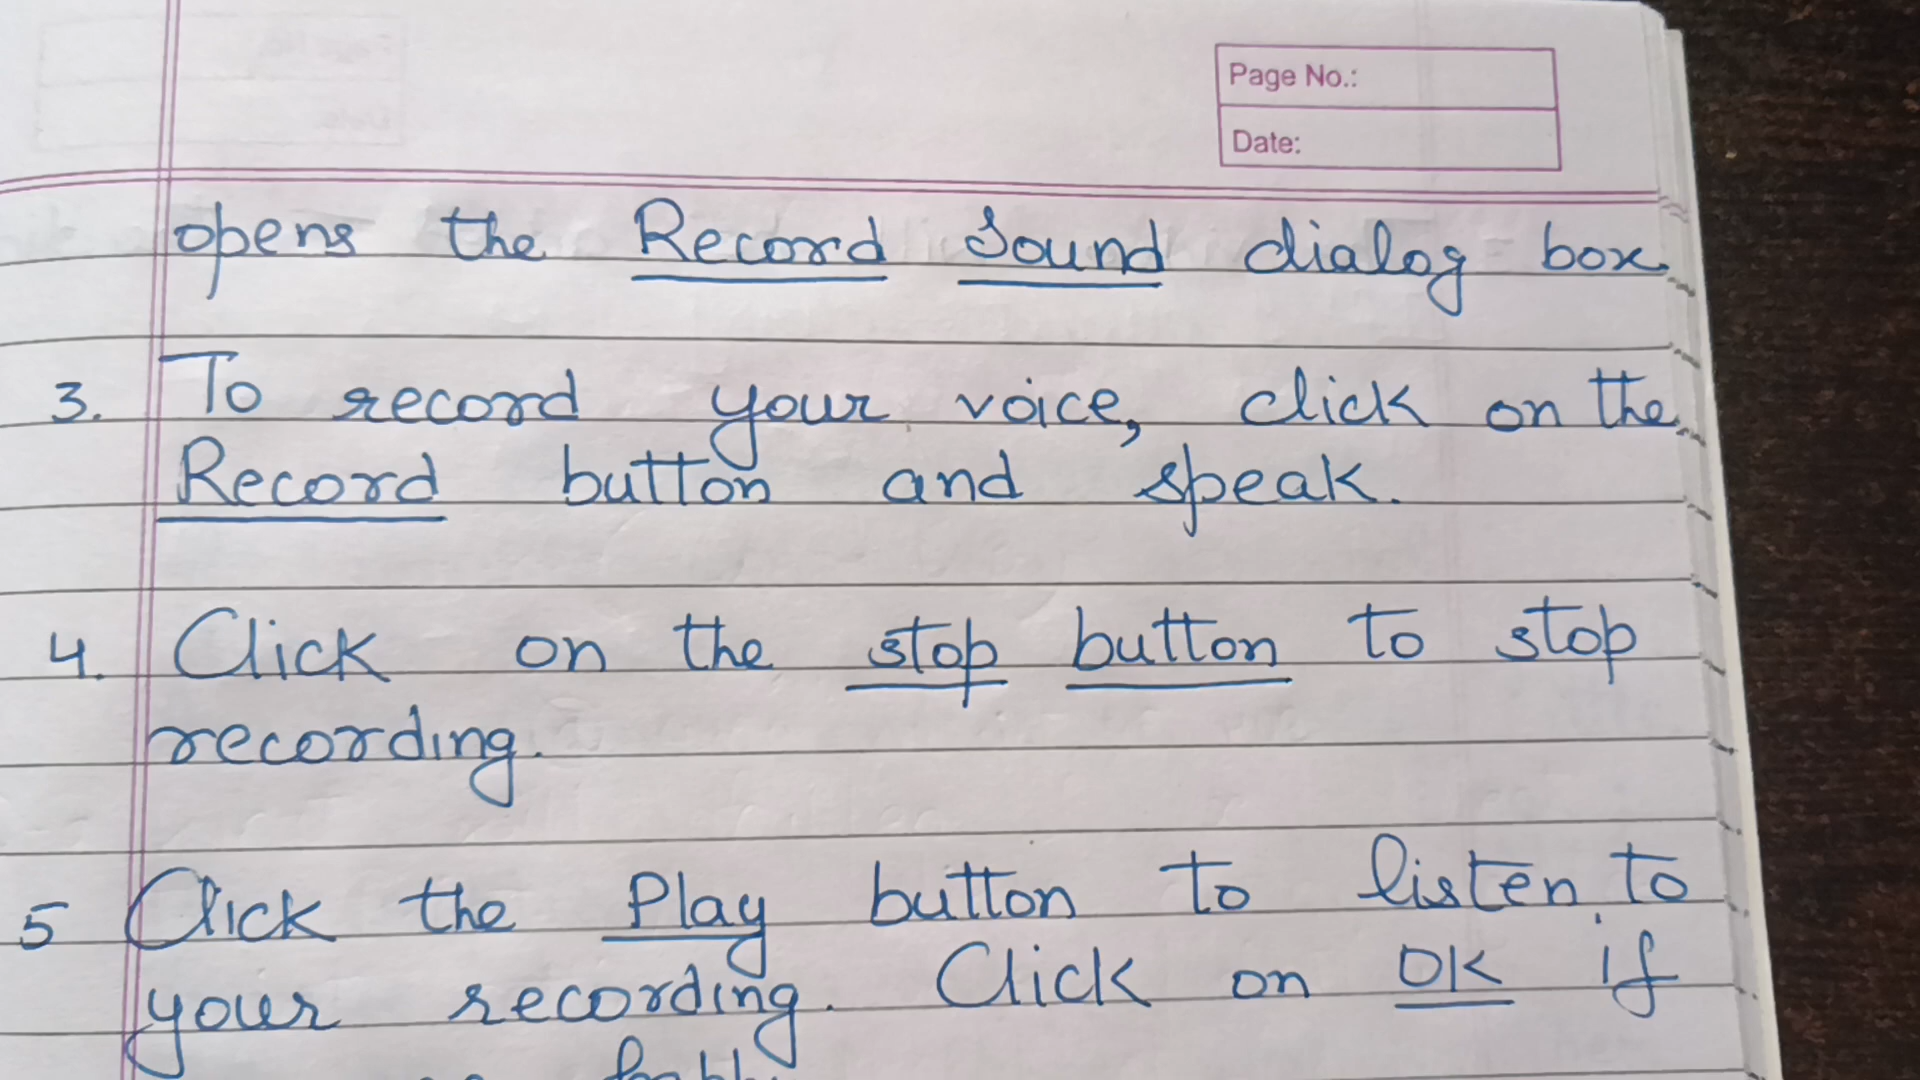 Page No.:
Date:
opens the Record Sound dialog box.
3. To record your voice, click on the
Record button and speak.
4. Click on the stop button to stop
recording.
5 Click the Play button to listen to
your recording. Click on OK if